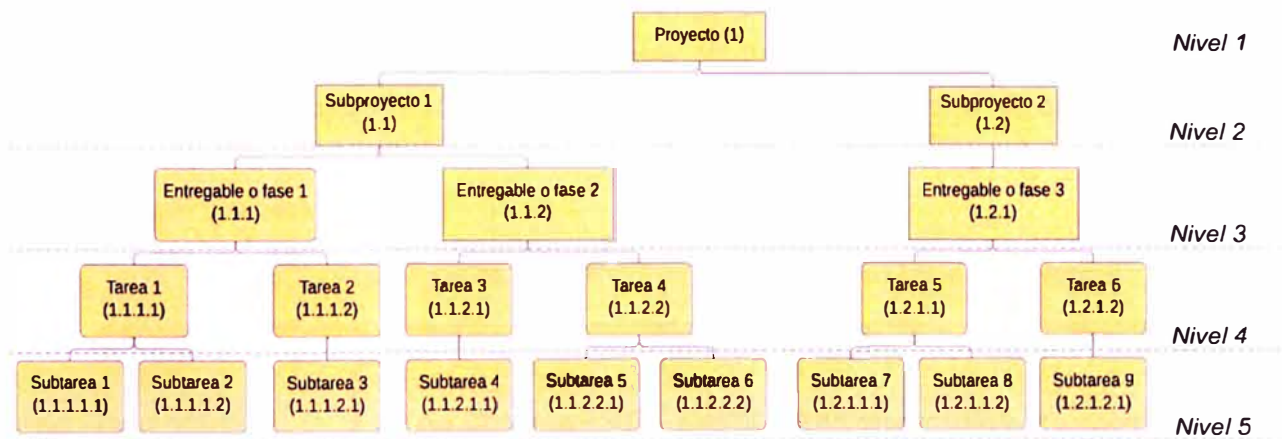 Proyecto (1)
Nivel 1
Subproyecto 1
(1.1)
Subproyecto 2
(1.2)
Nivel 2
Entregable o fase 1
(1.1.1)
Entregable o fase 2
(1.1.2)
Entregable o fase 3
(1.2.1)
Nivel 3
Tarea 1
(1.1.1.1)
Tarea 2
(1.1.1.2)
Tarea 3
(1.1.2.1)
Tarea 4
(1.1.2.2)
Tarea 5
(1.2.1.1)
Tarea 6
(1.2.1.2)
Nivel 4
Subtarea 1
(1.1.1.1.1)
Subtarea 2
(1.1.1.1.2)
Subtarea 3
(1.1.1.2.1)
Subtarea 4
(1.1.2.1.1)
Subtarea 5
(1.1.2.2.1)
Subtarea 6
(1.1.2.2.2)
Subtarea 7
(1.2.1.1.1)
Subtarea 8
(1.2.1.1.2)
Subtarea 9
(1.2.1.2.1)
Nivel 5